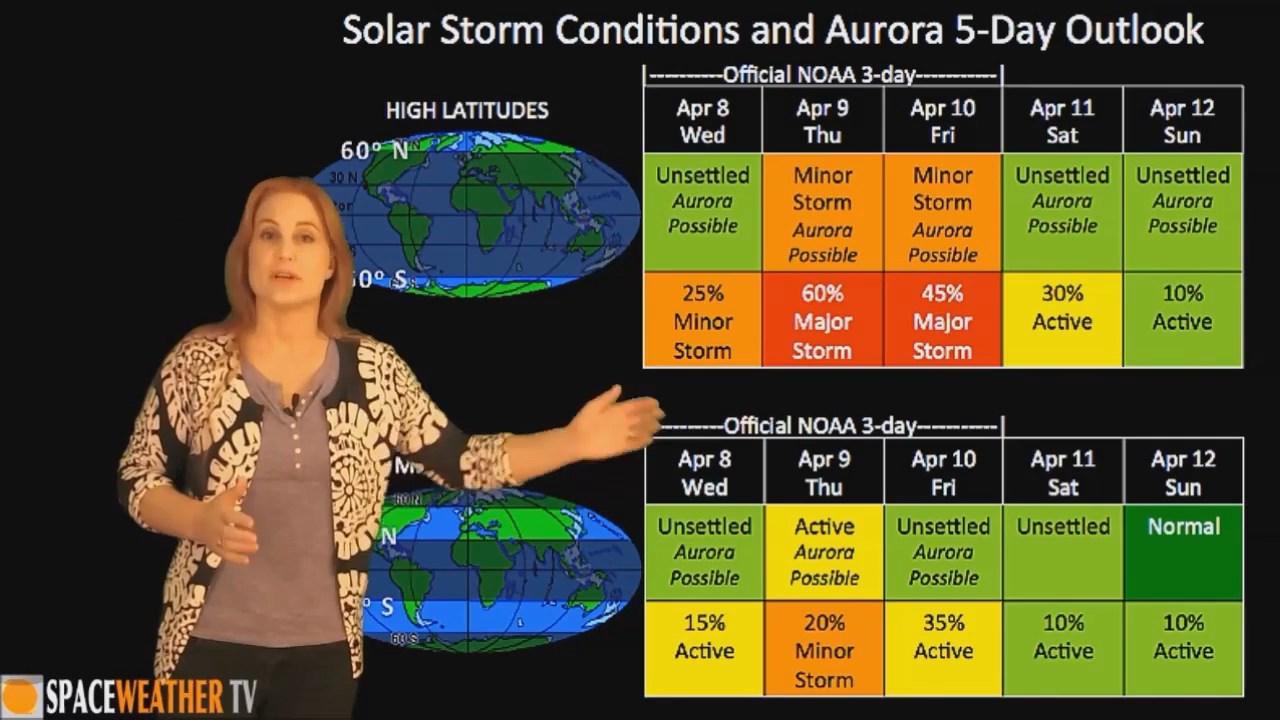 Solar Storm Conditions and Aurora 5-Day Outlook
|----------Official NOAA 3-day-----------|
HIGH LATITUDES
Apr 8 Apr 9 Apr 10 Apr 11 Apr 12
Wed Thu Fri Sat Sun
60° N
30 N
Unsettled Minor Minor Unsettled Unsettled
Aurora Storm Storm Aurora Aurora
Possible Aurora Aurora Possible Possible
Possible Possible
0° S
25% 60% 45% 30% 10%
Minor Major Major Active Active
Storm Storm Storm
--------Official NOAA 3-day-----------|
Apr 8 Apr 9 Apr 10 Apr 11 Apr 12
Wed Thu Fri Sat Sun
M
60N
N
Unsettled Active Unsettled Unsettled Normal
Aurora Aurora Aurora
Possible Possible Possible
° S
60S
15% 20% 35% 10% 10%
Active Minor Active Active Active
Storm
SPACEWEATHER TV